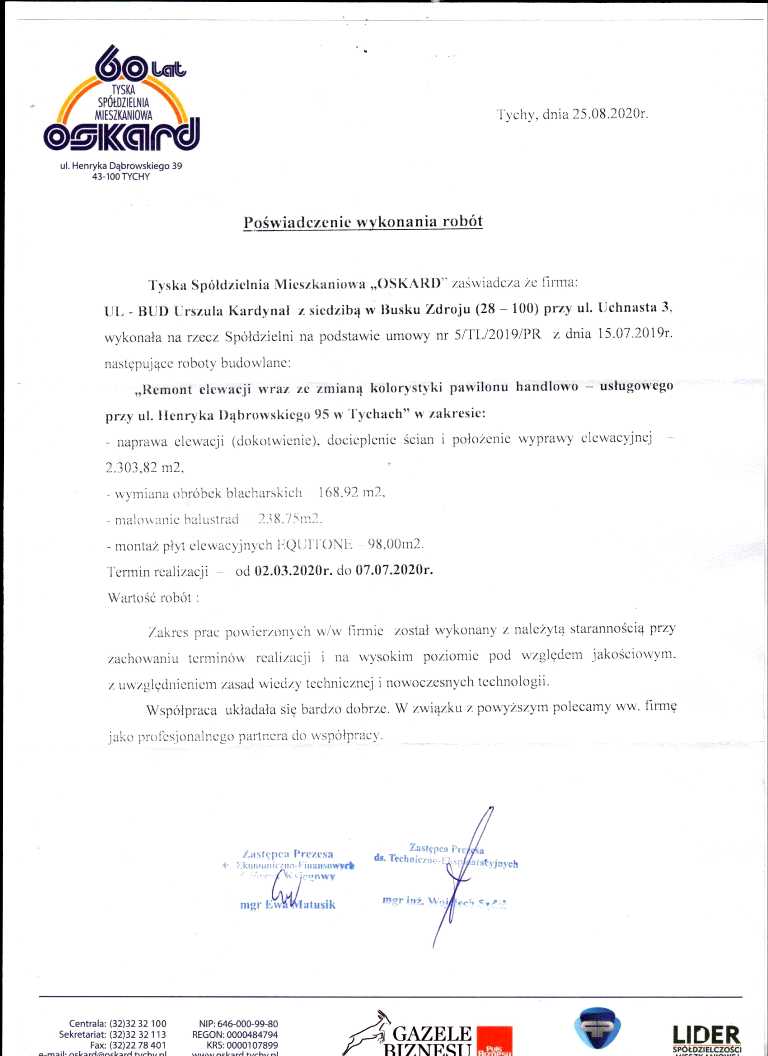 60 Lat
TYSKA
SPÓŁDZIELNIA
MIESZKANIOWA
OSKARD
ul. Henryka Dąbrowskiego 39
43-100 TYCHY
Tychy, dnia 25.08.2020r.
Poświadczenie wykonania robót
Tyska Spółdzielnia Mieszkaniowa „OSKARD" zaświadcza że firma:
UL - BUD Urszula Kardynał z siedzibą w Busku Zdroju (28 – 100) przy ul. Uchnasta 3,
wykonała na rzecz Spółdzielni na podstawie umowy nr 5/TL/2019/PR z dnia 15.07.2019r.
następujące roboty budowlane:
„Remont elewacji wraz ze zmianą kolorystyki pawilonu handlowo – usługowego
przy ul. Henryka Dąbrowskiego 95 w Tychach" w zakresie:
- naprawa elewacji (dokotwienie), docieplenie ścian i położenie wyprawy elewacyjnej –
2.303,82 m2,
- wymiana obróbek blacharskich 168.92 m2,
- malowanie balustrad 238.75m2,
- montaż płyt elewacyjnych EQUITONE – 98,00m2.
Termin realizacji – od 02.03.2020r. do 07.07.2020r.
Wartość robót :
Zakres prac powierzonych w/w firmie został wykonany z należytą starannością przy
zachowaniu terminów realizacji i na wysokim poziomie pod względem jakościowym.
z uwzględnieniem zasad wiedzy technicznej i nowoczesnych technologii.
Współpraca układała się bardzo dobrze. W związku z powyższym polecamy ww. firmę
jako profesjonalnego partnera do współpracy.
Zastępca Prezesa
Ekonomiczno-Finansowych
mgr Ewa Matusik
Zastępca Prezesa
ds. Techniczno-Eksploatacyjnych
mgr inż. Wojciech
Centrala: (32)32 32 100
Sekretariat: (32)32 32 113
Fax: (32)22 78 401
e-mail: oskard@oskard.tychy.pl
NIP: 646-000-99-80
REGON: 0000484794
KRS: 0000107899
www.oskard.tychy.pl
GAZELE
BIZNESU
Puls
Biznesu
LIDER
SPÓŁDZIELCZOŚCI
MIESZKANIOWEJ